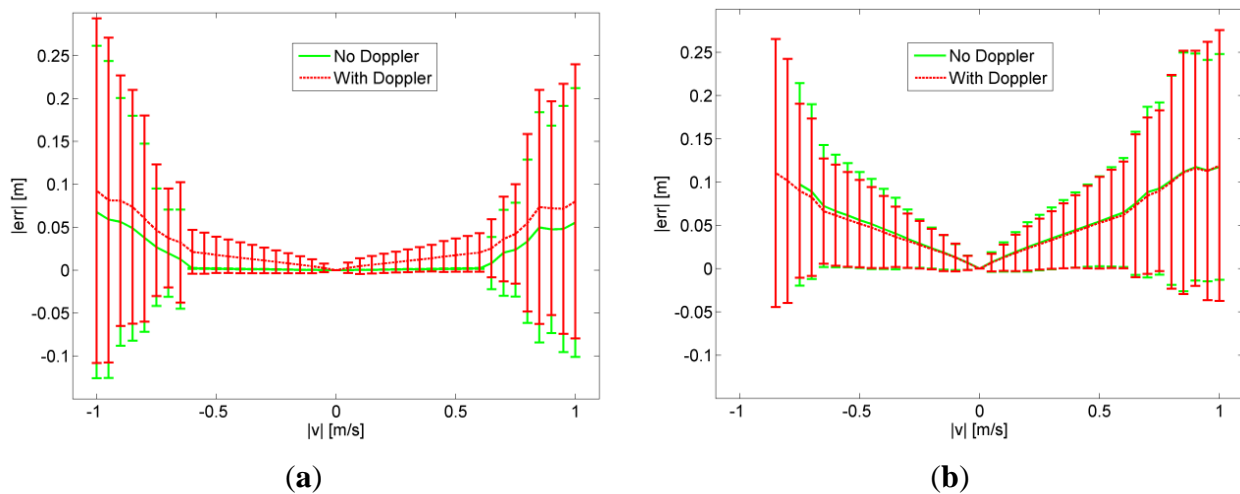 0.25
0.2
0.15
0.1
0.05
0
-0.05
-0.1
|err| [m]
No Doppler
With Doppler
-1 -0.5 0 0.5 1
|v| [m/s]
(a)
0.25
0.2
0.15
0.1
0.05
0
-0.05
-0.1
|err| [m]
No Doppler
With Doppler
-1 -0.5 0 0.5 1
|v| [m/s]
(b)